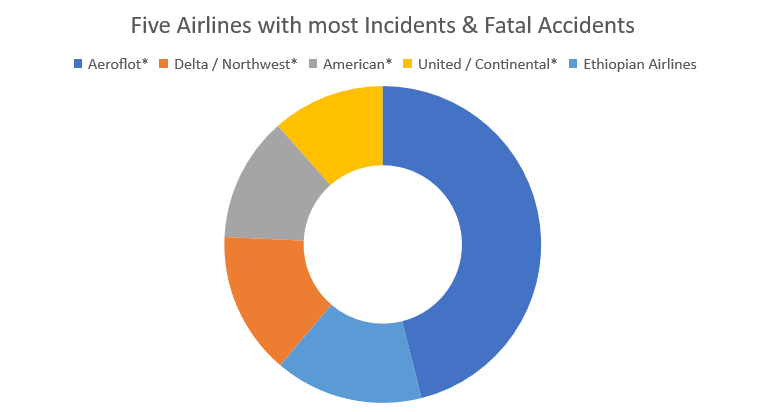 Five Airlines with most Incidents & Fatal Accidents
Aeroflot* Delta / Northwest* American* United / Continental* Ethiopian Airlines